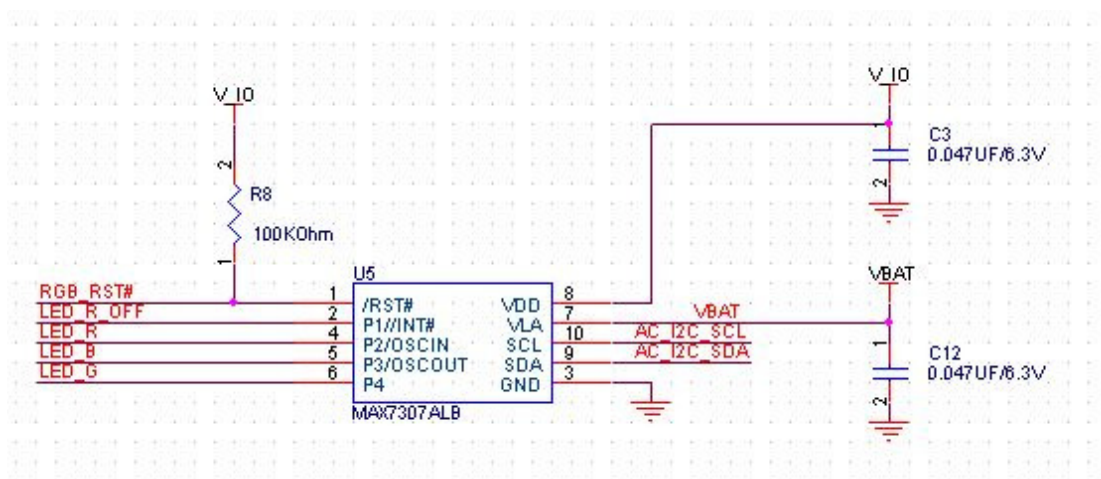 V_IO
V_IO
1
C3
0.047UF/6.3V
2
2
R8
100KOhm
1
VBAT
U5
RGB_RST#
1
/RST#
VDD
8
LED_R_OFF
2
P1//INT#
VLA
7
VBAT
LED_R
4
P2/OSCIN
SCL
10
AC_I2C_SCL
LED_B
5
P3/OSCOUT
SDA
9
AC_I2C_SDA
LED_G
6
P4
GND
3
MAX7307ALB
1
C12
0.047UF/6.3V
2